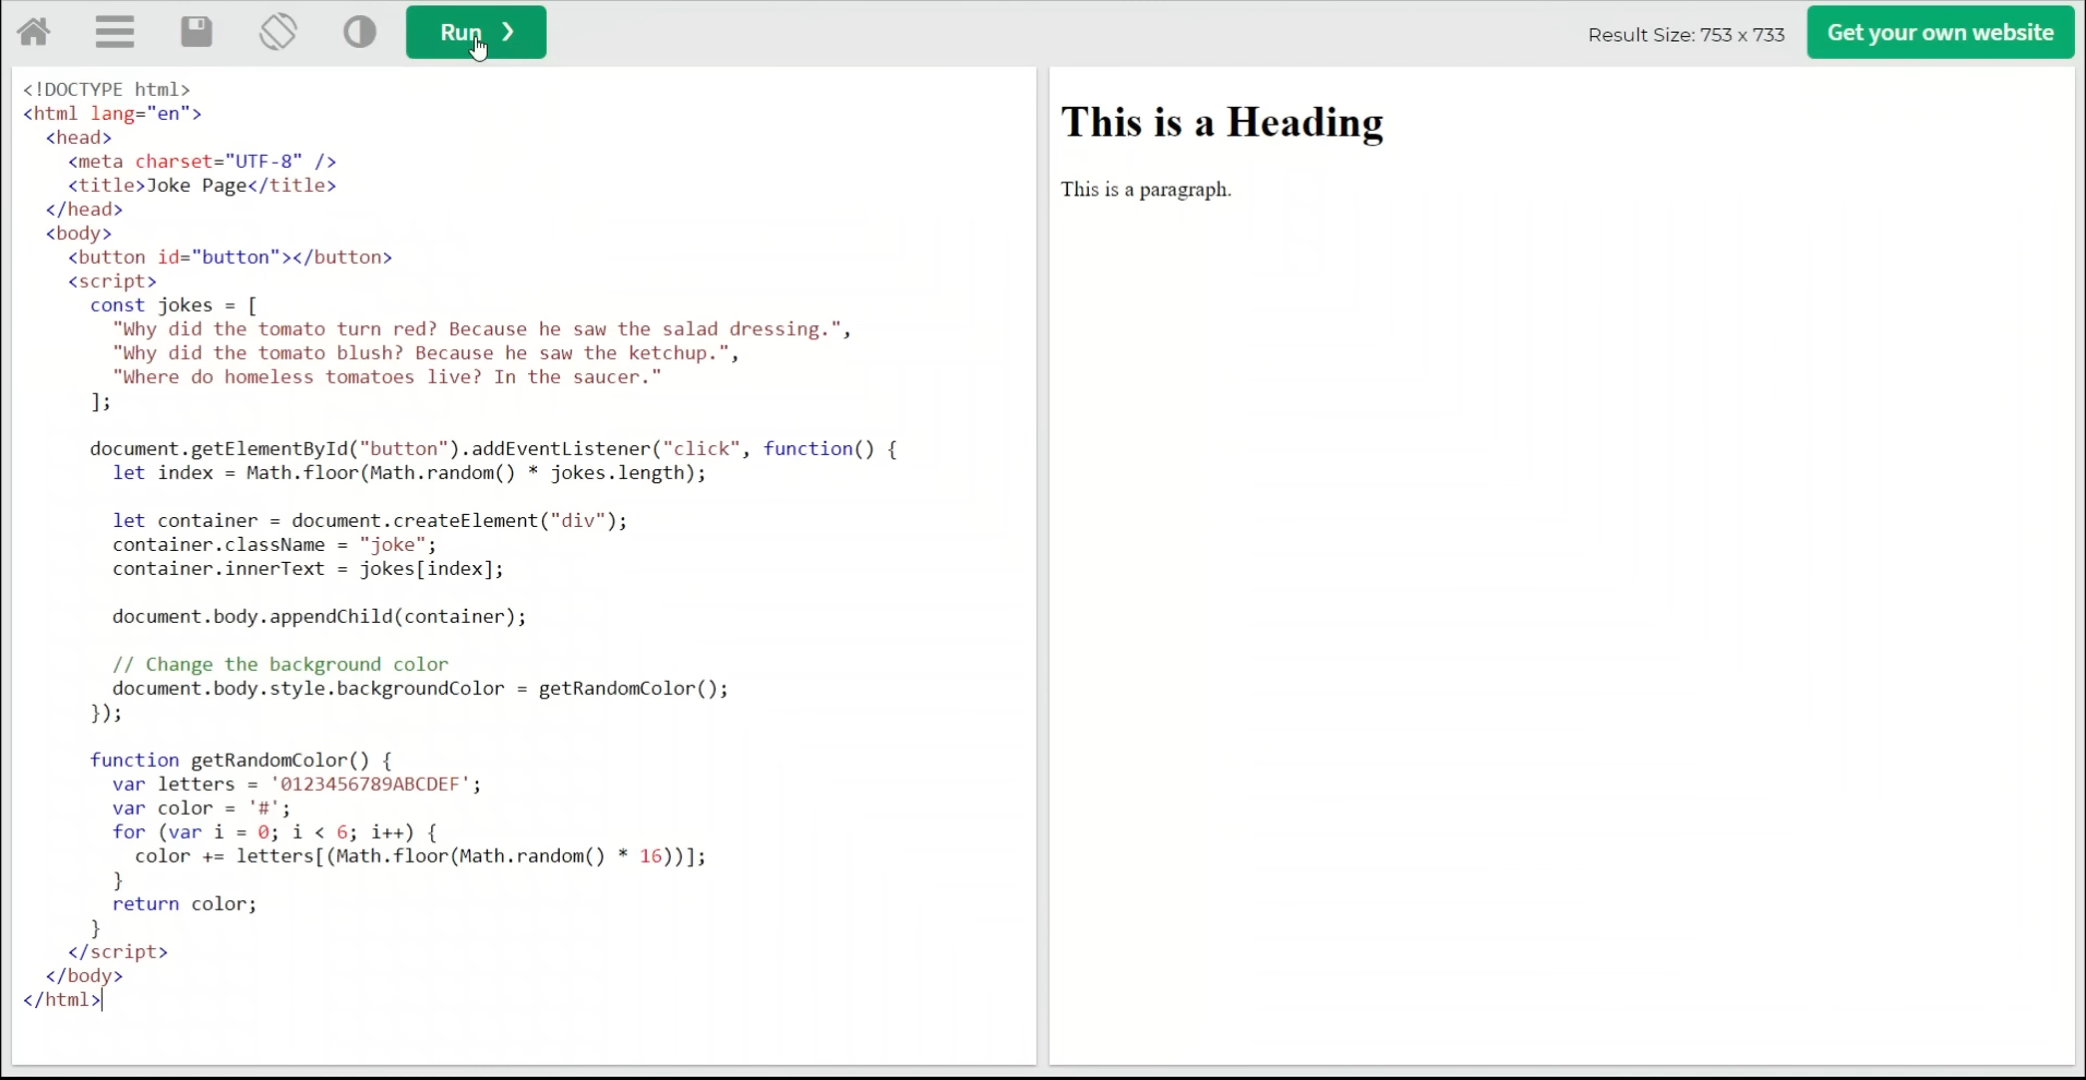 Run ❯
Result Size: 753 x 733
Get your own website
<!DOCTYPE html>
<html lang="en">
  <head>
    <meta charset="UTF-8" />
    <title>Joke Page</title>
  </head>
  <body>
    <button id="button"></button>
    <script>
      const jokes = [
        "Why did the tomato turn red? Because he saw the salad dressing.",
        "Why did the tomato blush? Because he saw the ketchup.",
        "Where do homeless tomatoes live? In the saucer."
      ];
      document.getElementById("button").addEventListener("click", function() {
        let index = Math.floor(Math.random() * jokes.length);
        let container = document.createElement("div");
        container.className = "joke";
        container.innerText = jokes[index];
        document.body.appendChild(container);
        // Change the background color
        document.body.style.backgroundColor = getRandomColor();
      });
      function getRandomColor() {
        var letters = '0123456789ABCDEF';
        var color = '#';
        for (var i = 0; i < 6; i++) {
          color += letters[(Math.floor(Math.random() * 16))];
        }
        return color;
      }
    </script>
  </body>
</html>
This is a Heading
This is a paragraph.